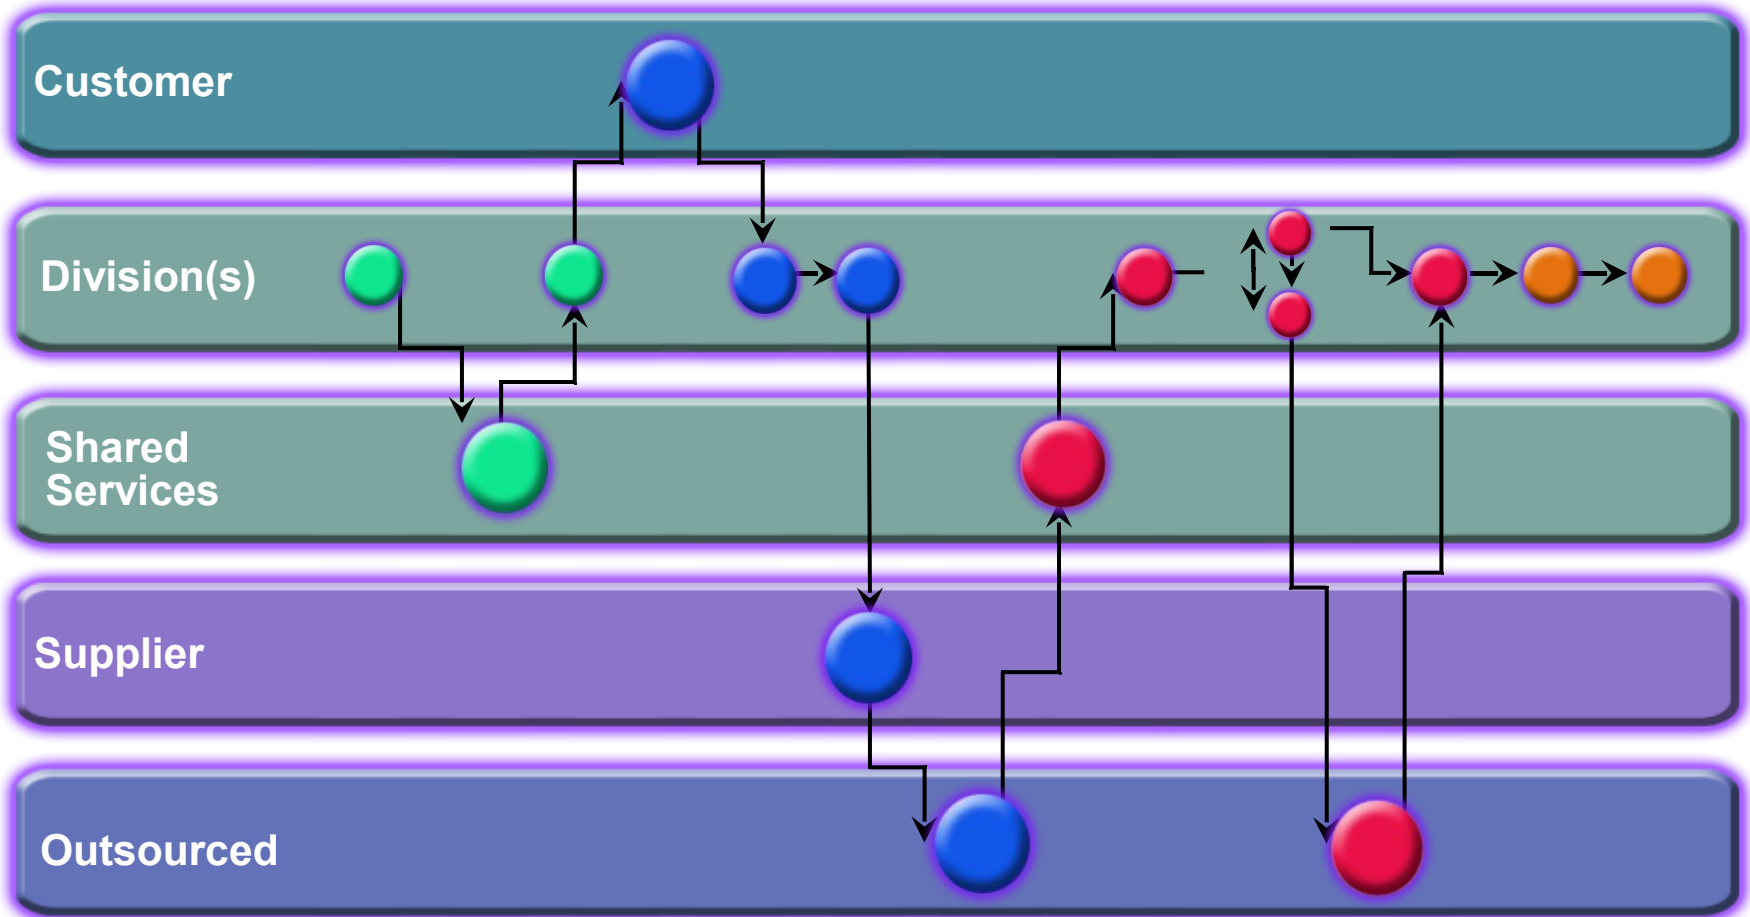 Customer
Division(s)
Shared
Services
Supplier
Outsourced